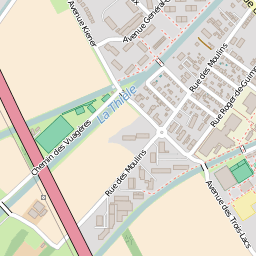 Avenue Kiener
Avenue Général
Rue des Moulins
Rue Roger-de-Guimps
La Thièle
Chemin des Vuagères
Rue des Moulins
Avenue des Trois-Lacs